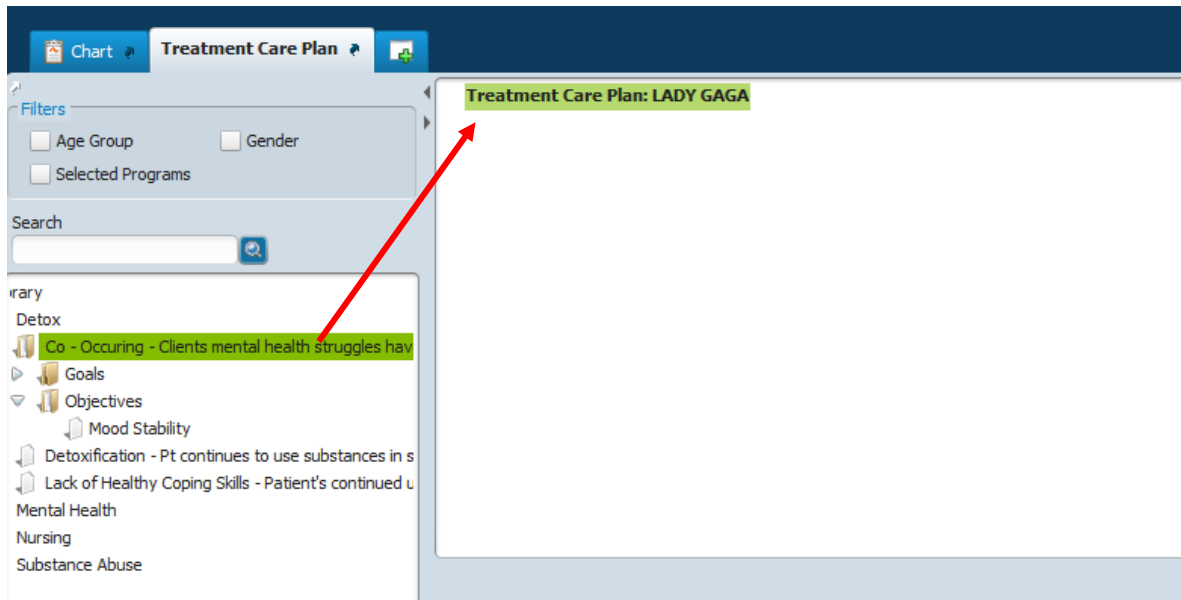 Chart
Treatment Care Plan
Treatment Care Plan: LADY GAGA
Filters
Age Group Gender
Selected Programs
Search
rary
Detox
Co - Occuring - Clients mental health struggles hav
Goals
Objectives
Mood Stability
Detoxification - Pt continues to use substances in s
Lack of Healthy Coping Skills - Patient's continued u
Mental Health
Nursing
Substance Abuse